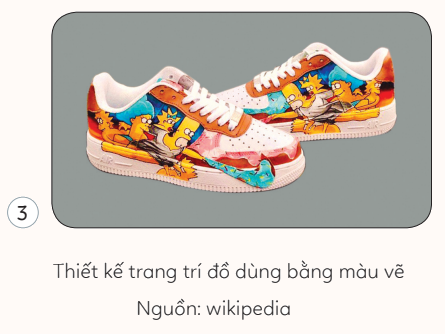 3
Thiết kế trang trí đồ dùng bằng màu vẽ
Nguồn: wikipedia